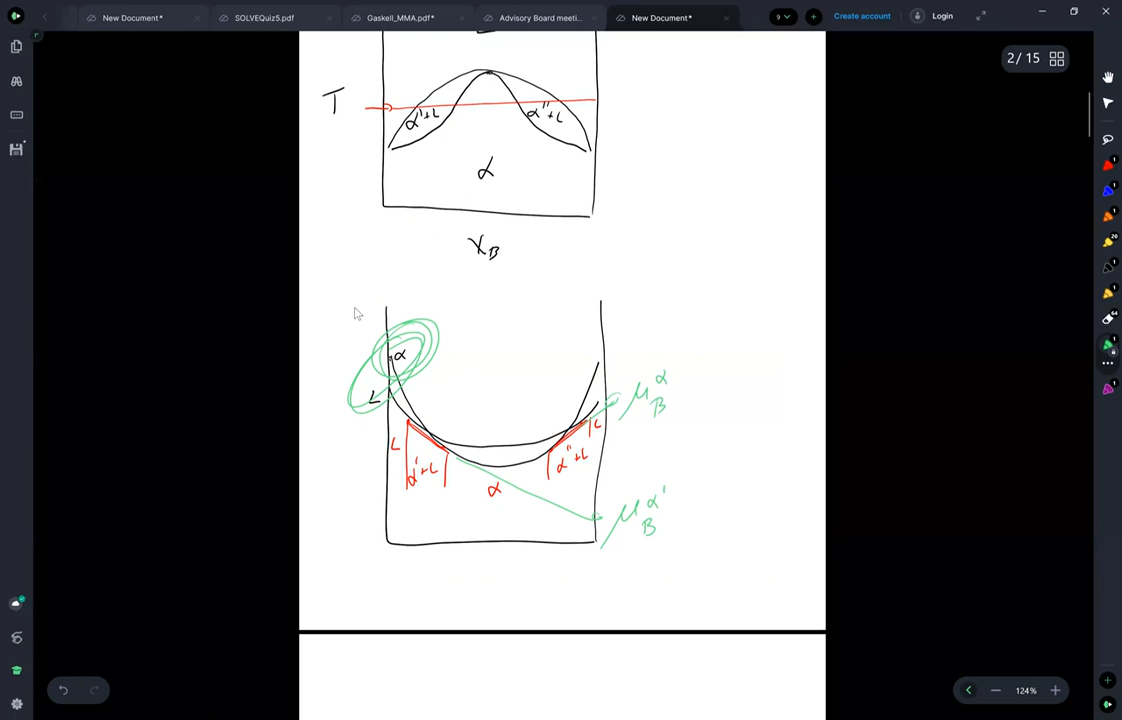 New Document*
SOLVEQuiz5.pdf
Gaskell_MMA.pdf*
Advisory Board meeti...
New Document*
9
Create account
Login
2 / 15
T
α'+L
α''+L
α
X_B
α
L
μ_B^α
L
L
α'+L
α''+L
α
μ_B^α'
124%